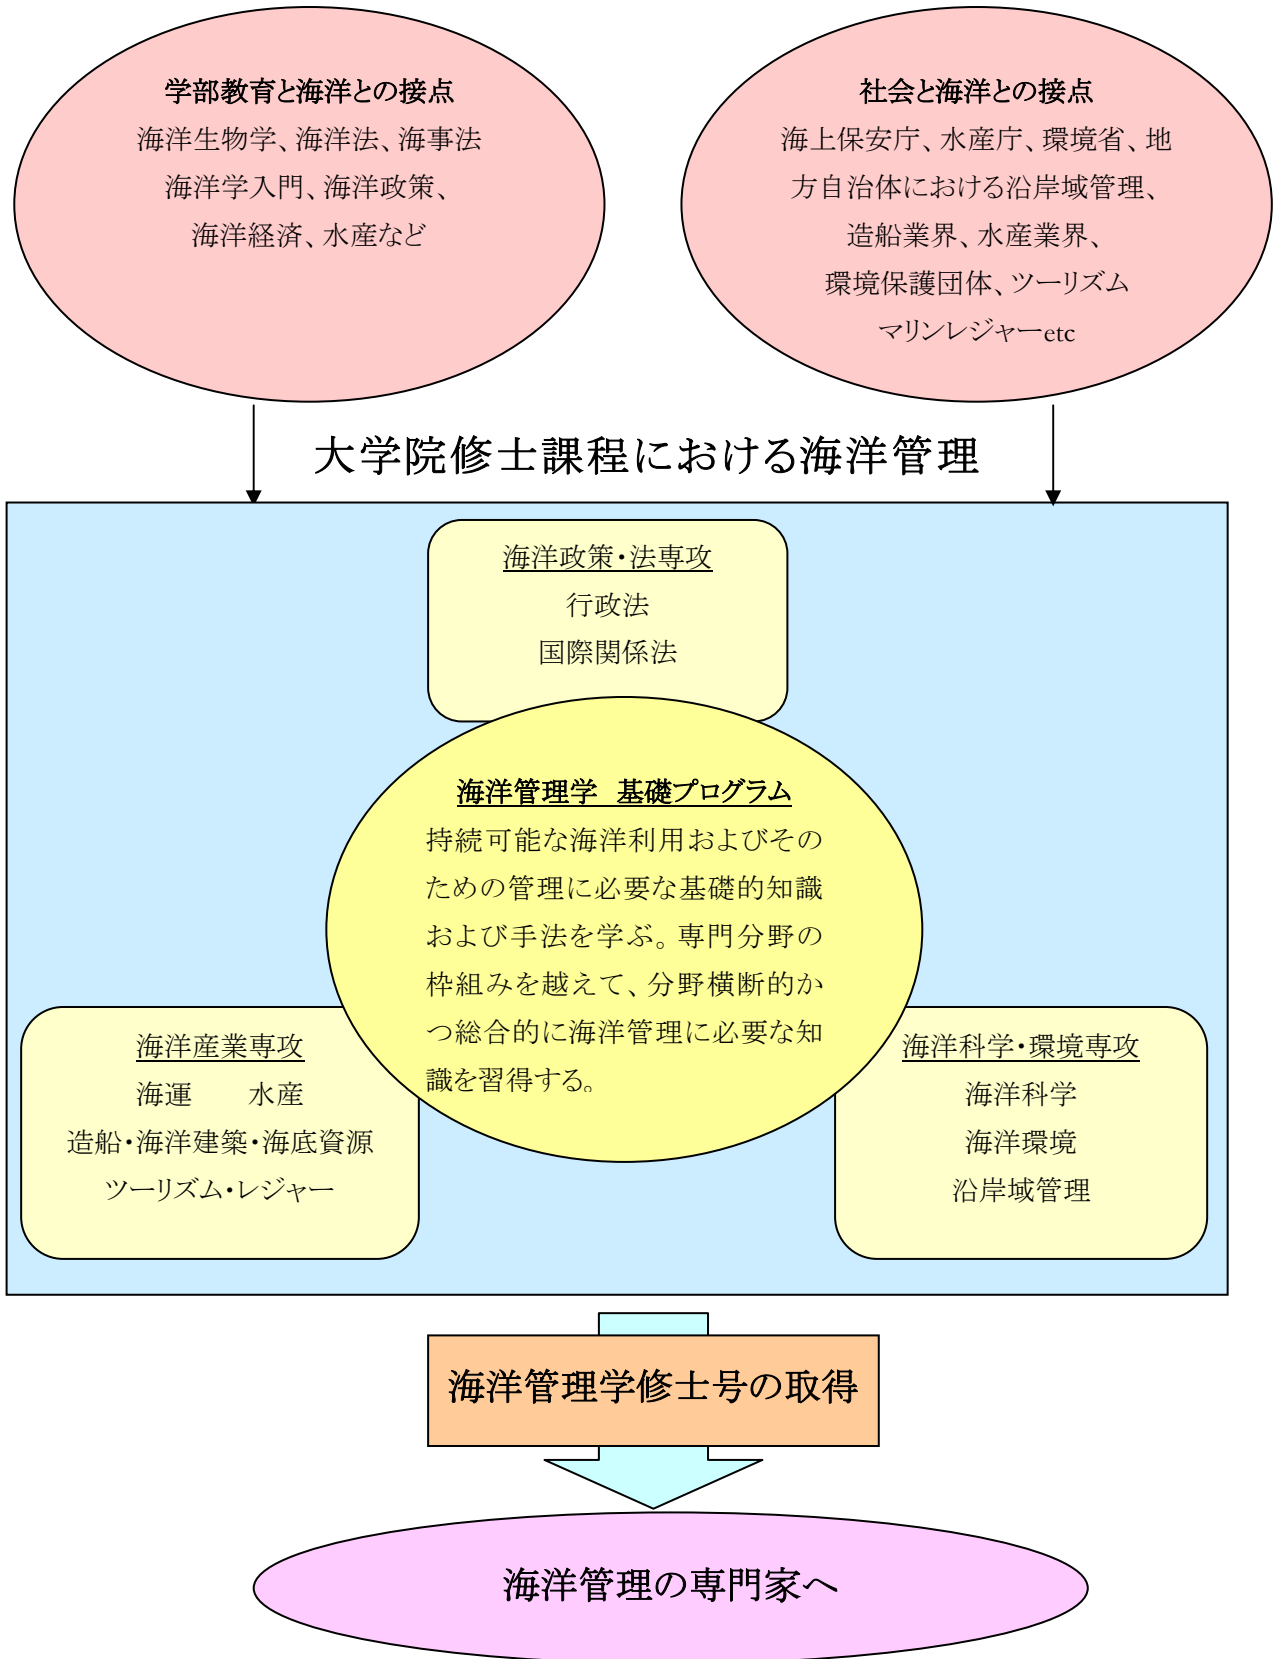 学部教育と海洋との接点
海洋生物学、海洋法、海事法
海洋学入門、海洋政策、
海洋経済、水産など
社会と海洋との接点
海上保安庁、水産庁、環境省、地
方自治体における沿岸域管理、
造船業界、水産業界、
環境保護団体、ツーリズム
マリンレジャーetc
大学院修士課程における海洋管理
海洋政策・法専攻
行政法
国際関係法
海洋管理学　基礎プログラム
持続可能な海洋利用およびその
ための管理に必要な基礎的知識
および手法を学ぶ。専門分野の
枠組みを越えて、分野横断的か
つ総合的に海洋管理に必要な知
識を習得する。
海洋産業専攻
海運　　水産
造船・海洋建築・海底資源
ツーリズム・レジャー
海洋科学・環境専攻
海洋科学
海洋環境
沿岸域管理
海洋管理学修士号の取得
海洋管理の専門家へ